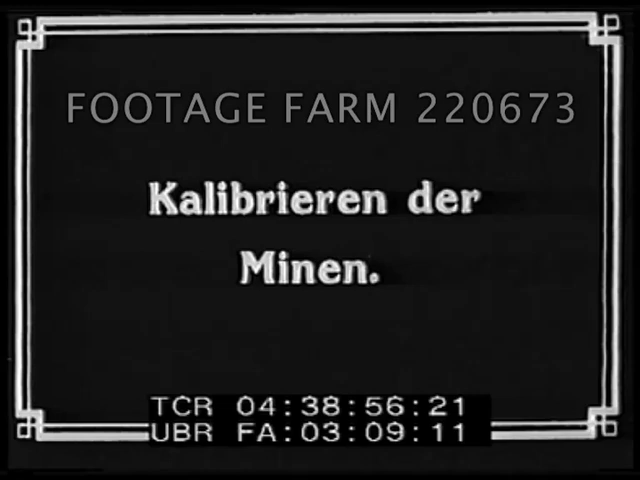 FOOTAGE FARM 220673
Kalibrieren der
Minen.
TCR 04:38:56:21
UBR FA:03:09:11